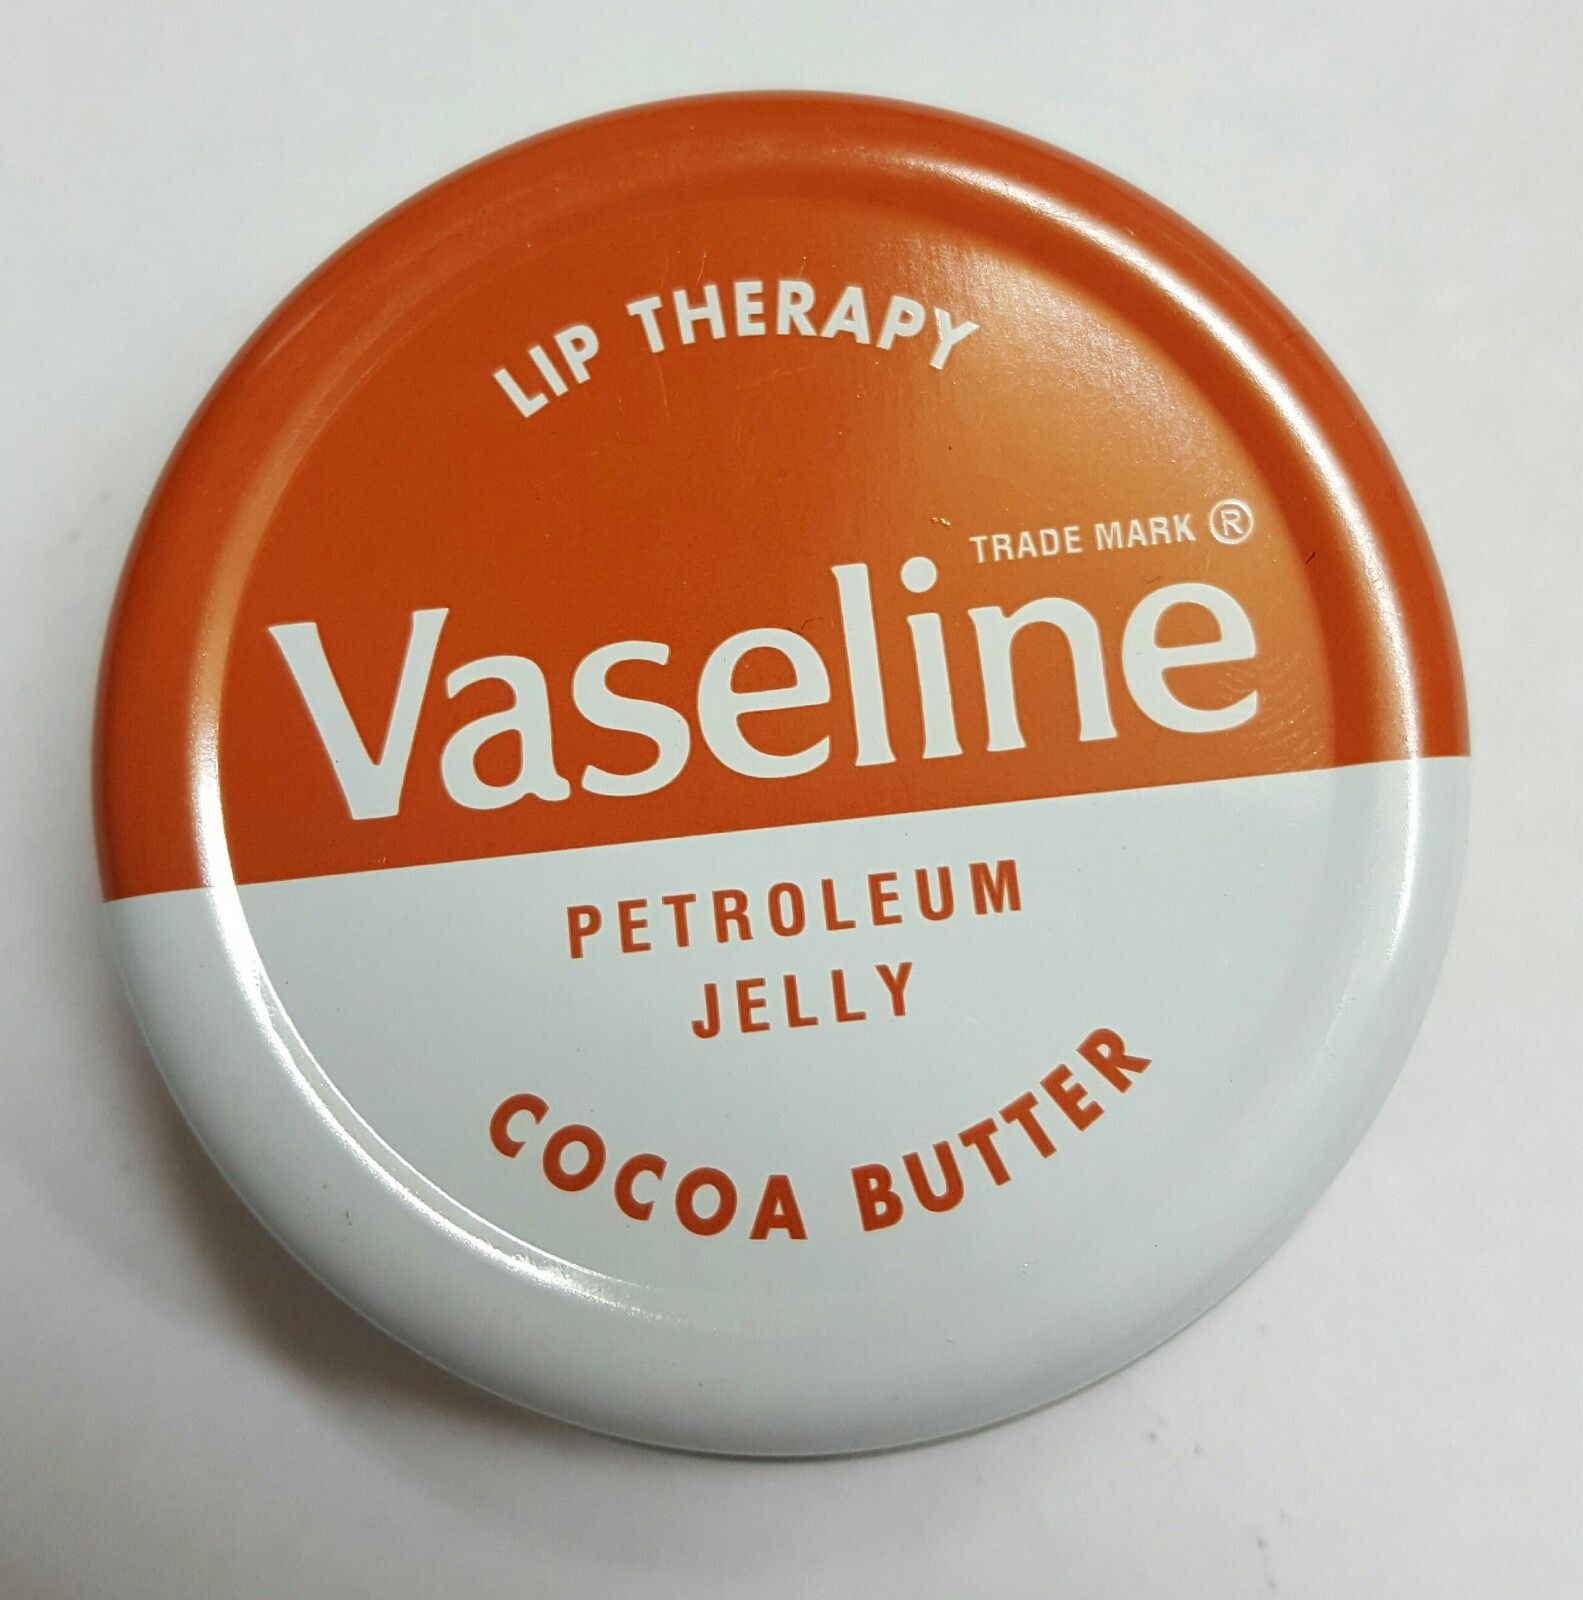 LIP THERAPY
TRADE MARK ®
Vaseline
PETROLEUM
JELLY
COCOA BUTTER